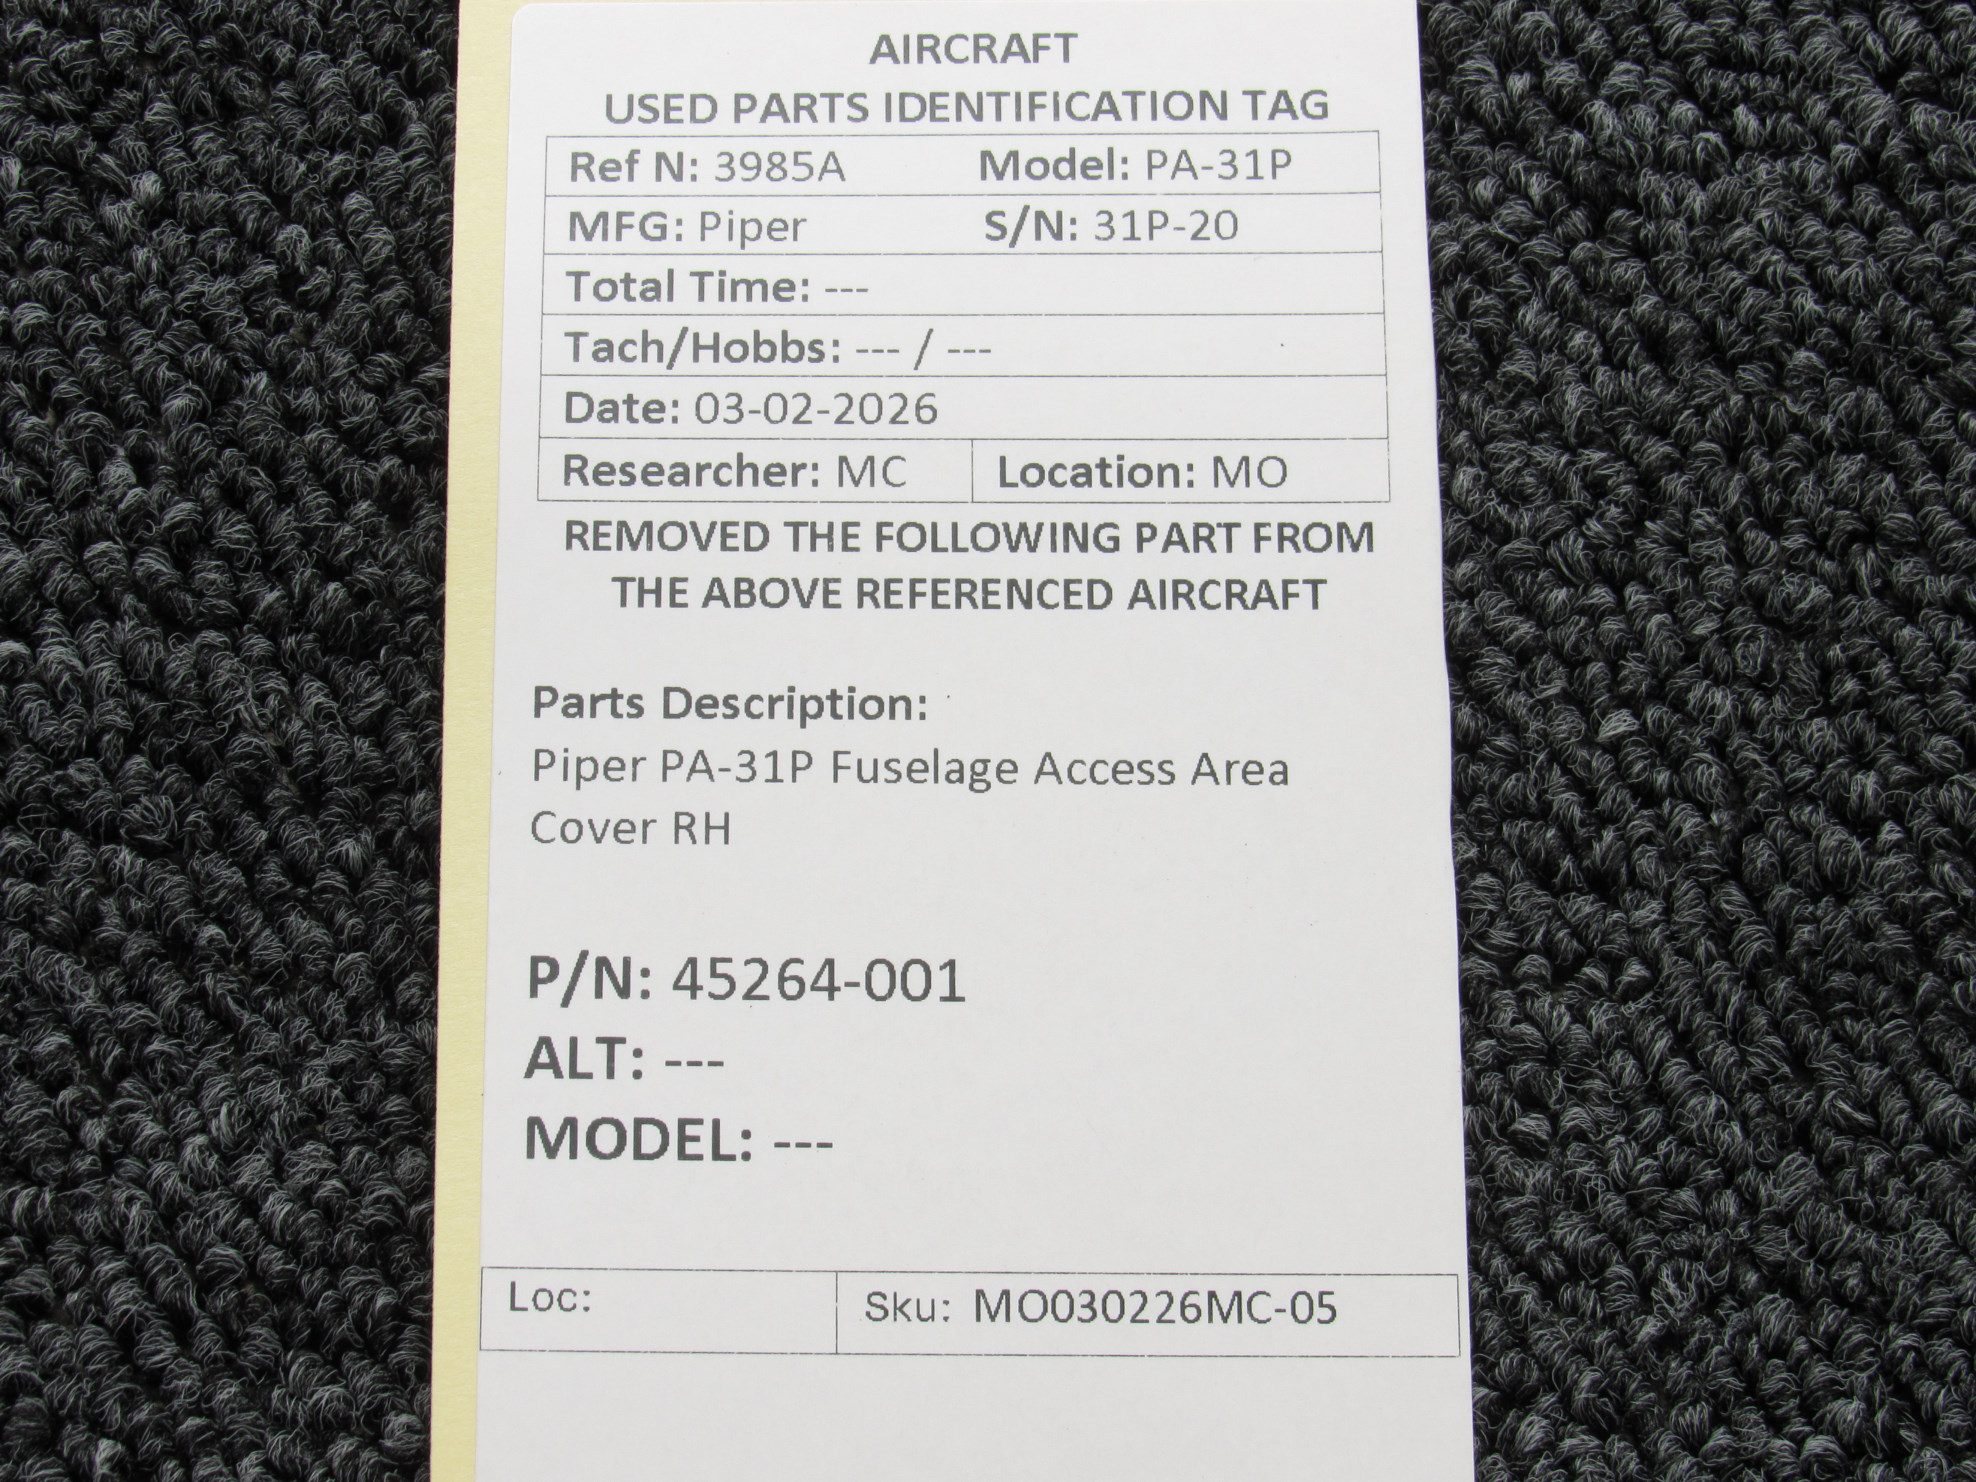 AIRCRAFT
USED PARTS IDENTIFICATION TAG
Ref N: 3985A Model: PA-31P
MFG: Piper S/N: 31P-20
Total Time: ---
Tach/Hobbs: --- / ---
Date: 03-02-2026
Researcher: MC Location: MO
REMOVED THE FOLLOWING PART FROM
THE ABOVE REFERENCED AIRCRAFT
Parts Description:
Piper PA-31P Fuselage Access Area
Cover RH
P/N: 45264-001
ALT: ---
MODEL: ---
Loc: Sku: MO030226MC-05